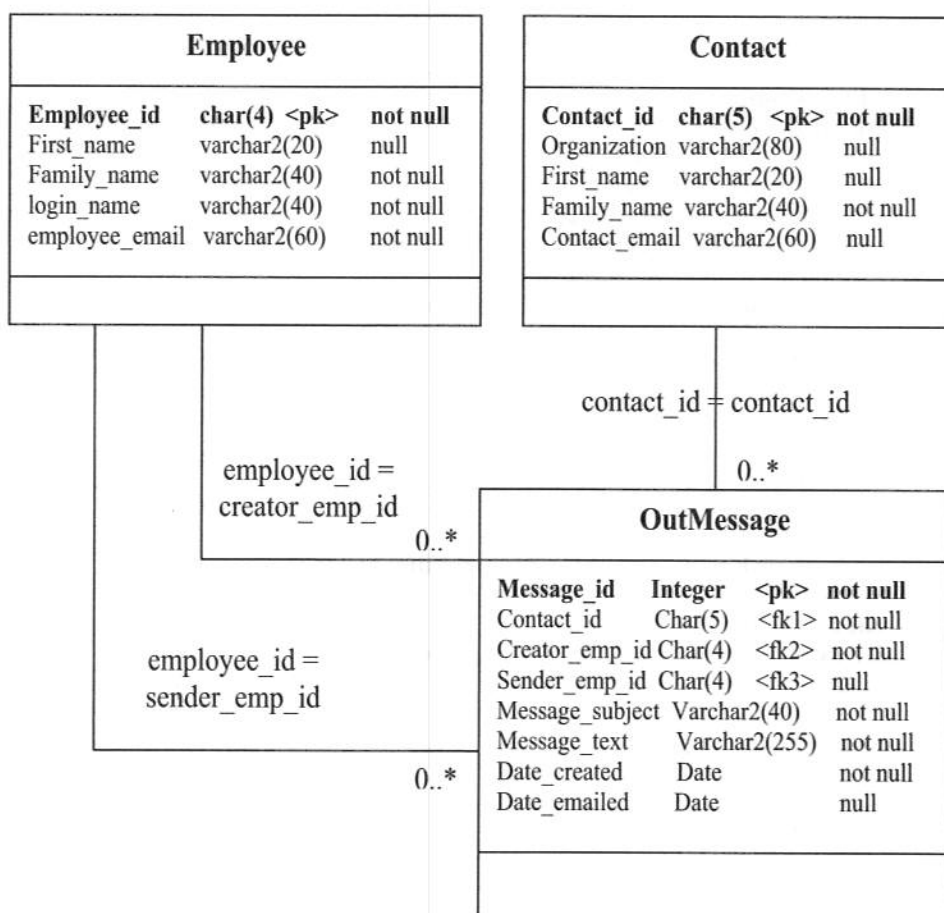 Employee
Employee_id char(4) <pk> not null
First_name varchar2(20) null
Family_name varchar2(40) not null
login_name varchar2(40) not null
employee_email varchar2(60) not null
Contact
Contact_id char(5) <pk> not null
Organization varchar2(80) null
First_name varchar2(20) null
Family_name varchar2(40) not null
Contact_email varchar2(60) null
contact_id = contact_id
0..*
employee_id =
creator_emp_id
0..*
employee_id =
sender_emp_id
0..*
OutMessage
Message_id Integer <pk> not null
Contact_id Char(5) <fk1> not null
Creator_emp_id Char(4) <fk2> not null
Sender_emp_id Char(4) <fk3> null
Message_subject Varchar2(40) not null
Message_text Varchar2(255) not null
Date_created Date not null
Date_emailed Date null